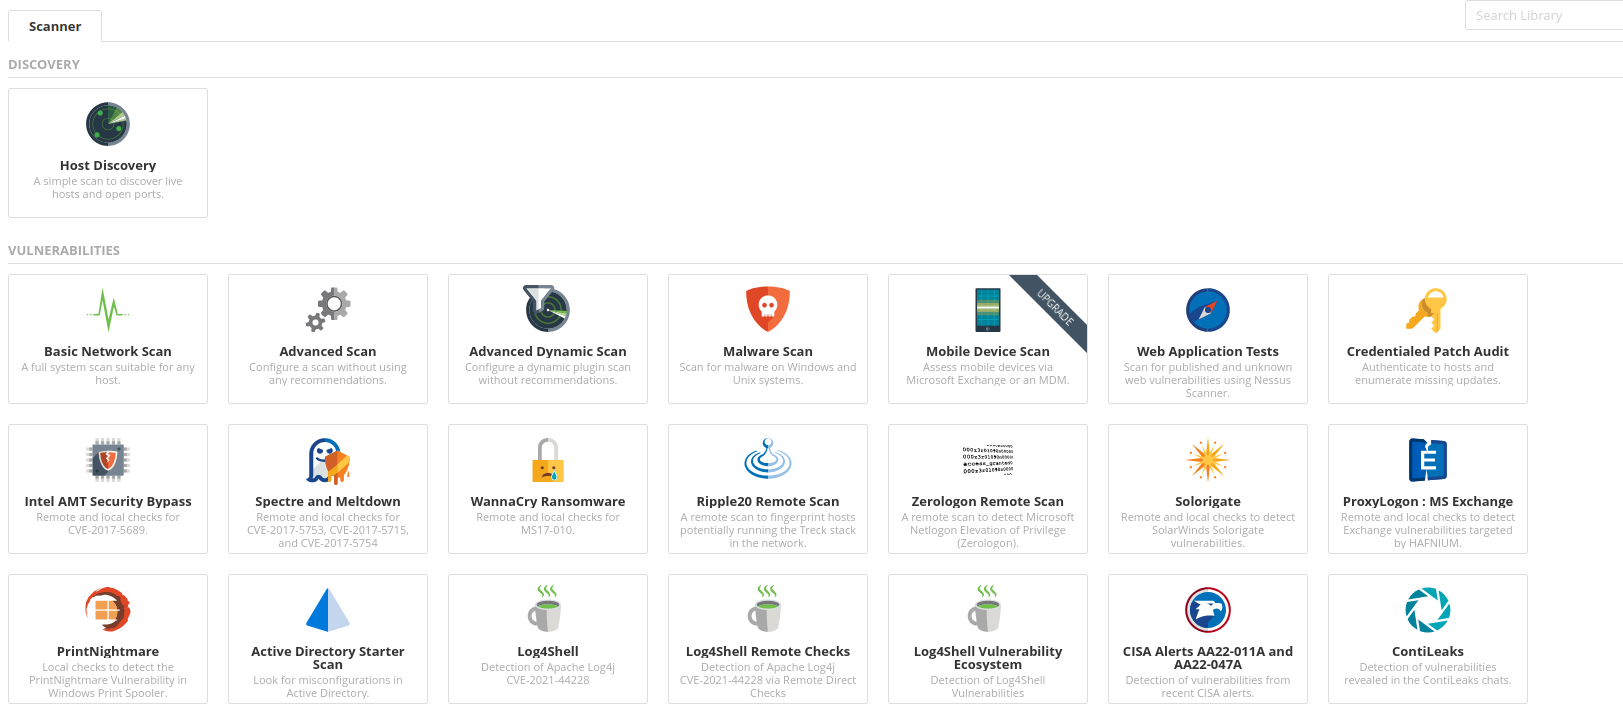 Scanner
Search Library
DISCOVERY
Host Discovery
A simple scan to discover live
hosts and open ports.
VULNERABILITIES
Basic Network Scan
A full system scan suitable for any
host.
Advanced Scan
Configure a scan without using
any recommendations.
Advanced Dynamic Scan
Configure a dynamic plugin scan
without recommendations.
Malware Scan
Scan for malware on Windows and
Unix systems.
UPGRADE
Mobile Device Scan
Assess mobile devices via
Microsoft Exchange or an MDM.
Web Application Tests
Scan for published and unknown
web vulnerabilities using Nessus
Scanner.
Credentialed Patch Audit
Authenticate to hosts and
enumerate missing updates.
Intel AMT Security Bypass
Remote and local checks for
CVE-2017-5689.
Spectre and Meltdown
Remote and local checks for
CVE-2017-5753, CVE-2017-5715,
and CVE-2017-5754
WannaCry Ransomware
Remote and local checks for
MS17-010.
Ripple20 Remote Scan
A remote scan to fingerprint hosts
potentially running the Treck stack
in the network.
Zerologon Remote Scan
A remote scan to detect Microsoft
Netlogon Elevation of Privilege
(Zerologon).
Solorigate
Remote and local checks to detect
SolarWinds Solorigate
vulnerabilities.
E
ProxyLogon : MS Exchange
Remote and local checks to detect
Exchange vulnerabilities targeted
by HAFNIUM.
PrintNightmare
Local checks to detect the
PrintNightmare Vulnerability in
Windows Print Spooler.
Active Directory Starter
Scan
Look for misconfigurations in
Active Directory.
Log4Shell
Detection of Apache Log4j
CVE-2021-44228
Log4Shell Remote Checks
Detection of Apache Log4j
CVE-2021-44228 via Remote Direct
Checks
Log4Shell Vulnerability
Ecosystem
Detection of Log4Shell
Vulnerabilities
CISA Alerts AA22-011A and
AA22-047A
Detection of vulnerabilities from
recent CISA alerts.
ContiLeaks
Detection of vulnerabilities
revealed in the ContiLeaks chats.